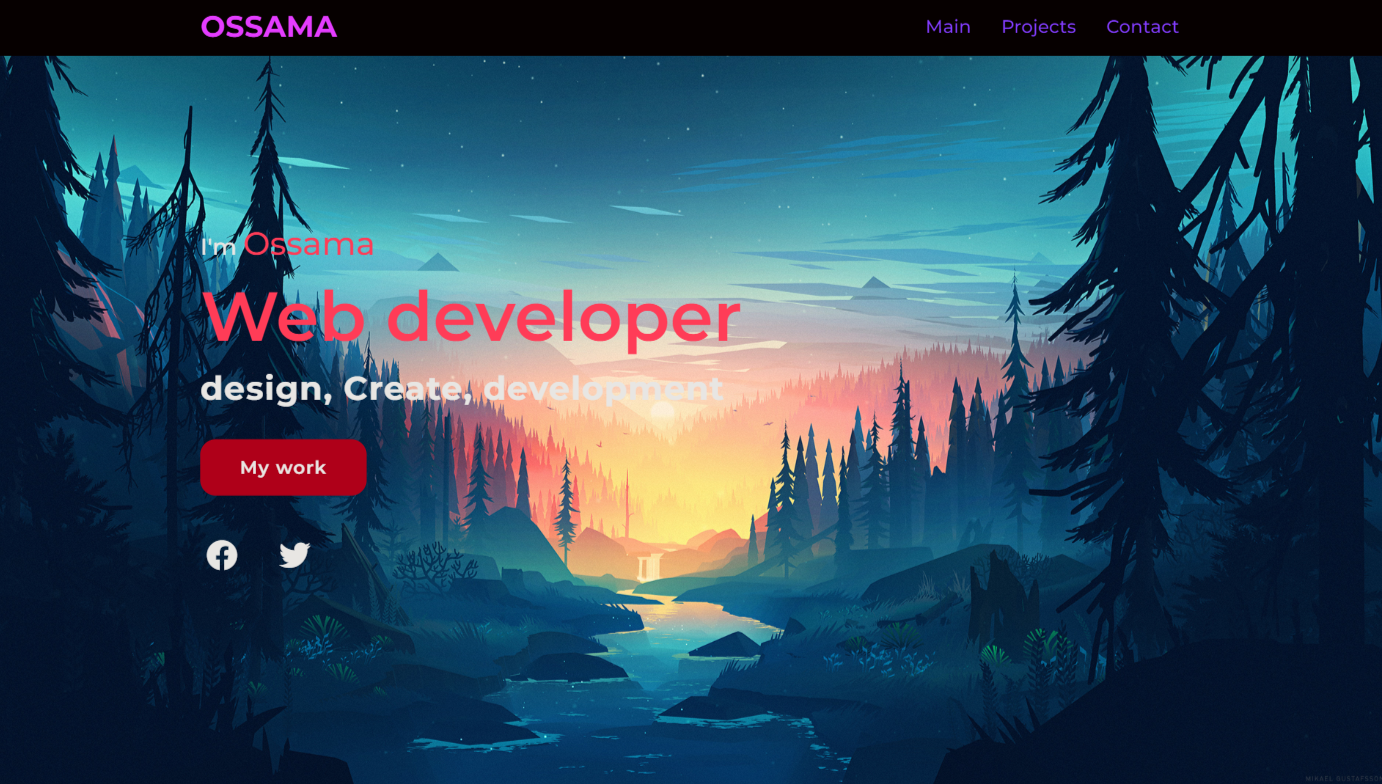 OSSAMA
Main Projects Contact
I'm Ossama
Web developer
design, Create, development
My work
MIKAEL GUSTAFSSON